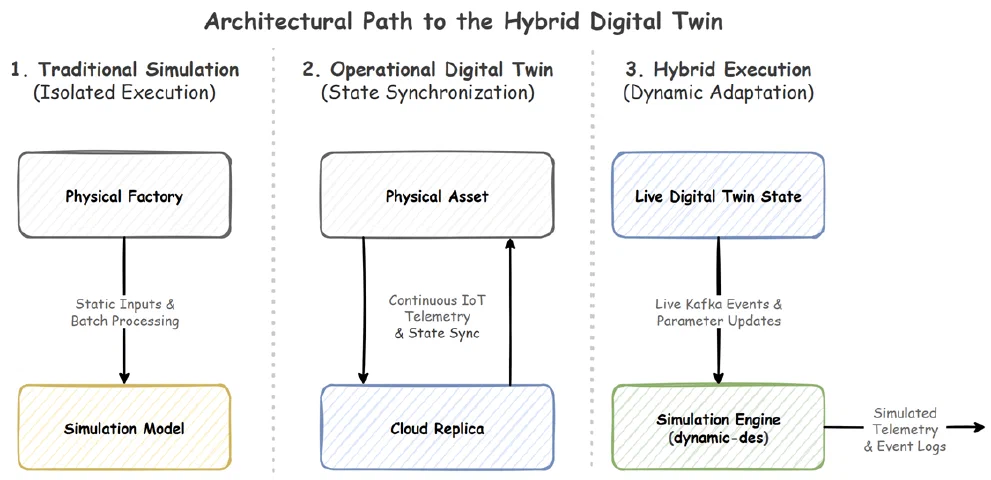 Architectural Path to the Hybrid Digital Twin
1. Traditional Simulation
(Isolated Execution)
Physical Factory
Static Inputs &
Batch Processing
Simulation Model
2. Operational Digital Twin
(State Synchronization)
Physical Asset
Continuous IoT
Telemetry
& State Sync
Cloud Replica
3. Hybrid Execution
(Dynamic Adaptation)
Live Digital Twin State
Live Kafka Events &
Parameter Updates
Simulation Engine
(dynamic-des)
Simulated
Telemetry
& Event Logs